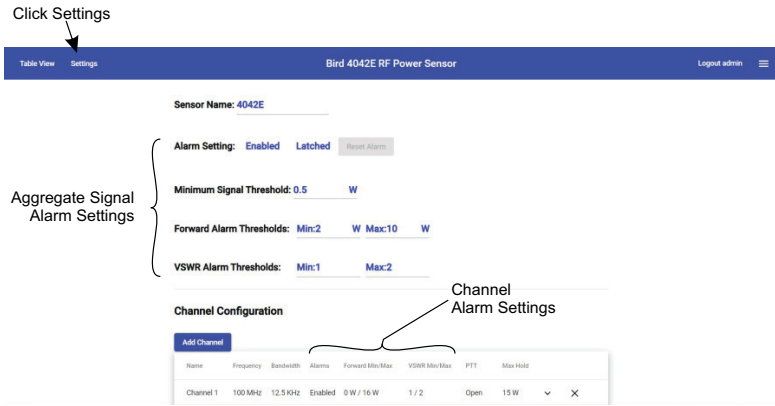 Click Settings
Table View Settings Bird 4042E RF Power Sensor Logout admin
Sensor Name: 4042E
Alarm Setting: Enabled Latched Reset Alarm
Minimum Signal Threshold: 0.5 W
Aggregate Signal
Alarm Settings
Forward Alarm Thresholds: Min:2 W Max:10 W
VSWR Alarm Thresholds: Min:1 Max:2
Channel
Alarm Settings
Channel Configuration
Add Channel
Name Frequency Bandwidth Alarms Forward Min/Max VSWR Min/Max PTT Max Hold
Channel 1 100 MHz 12.5 KHz Enabled 0 W / 16 W 1 / 2 Open 15 W